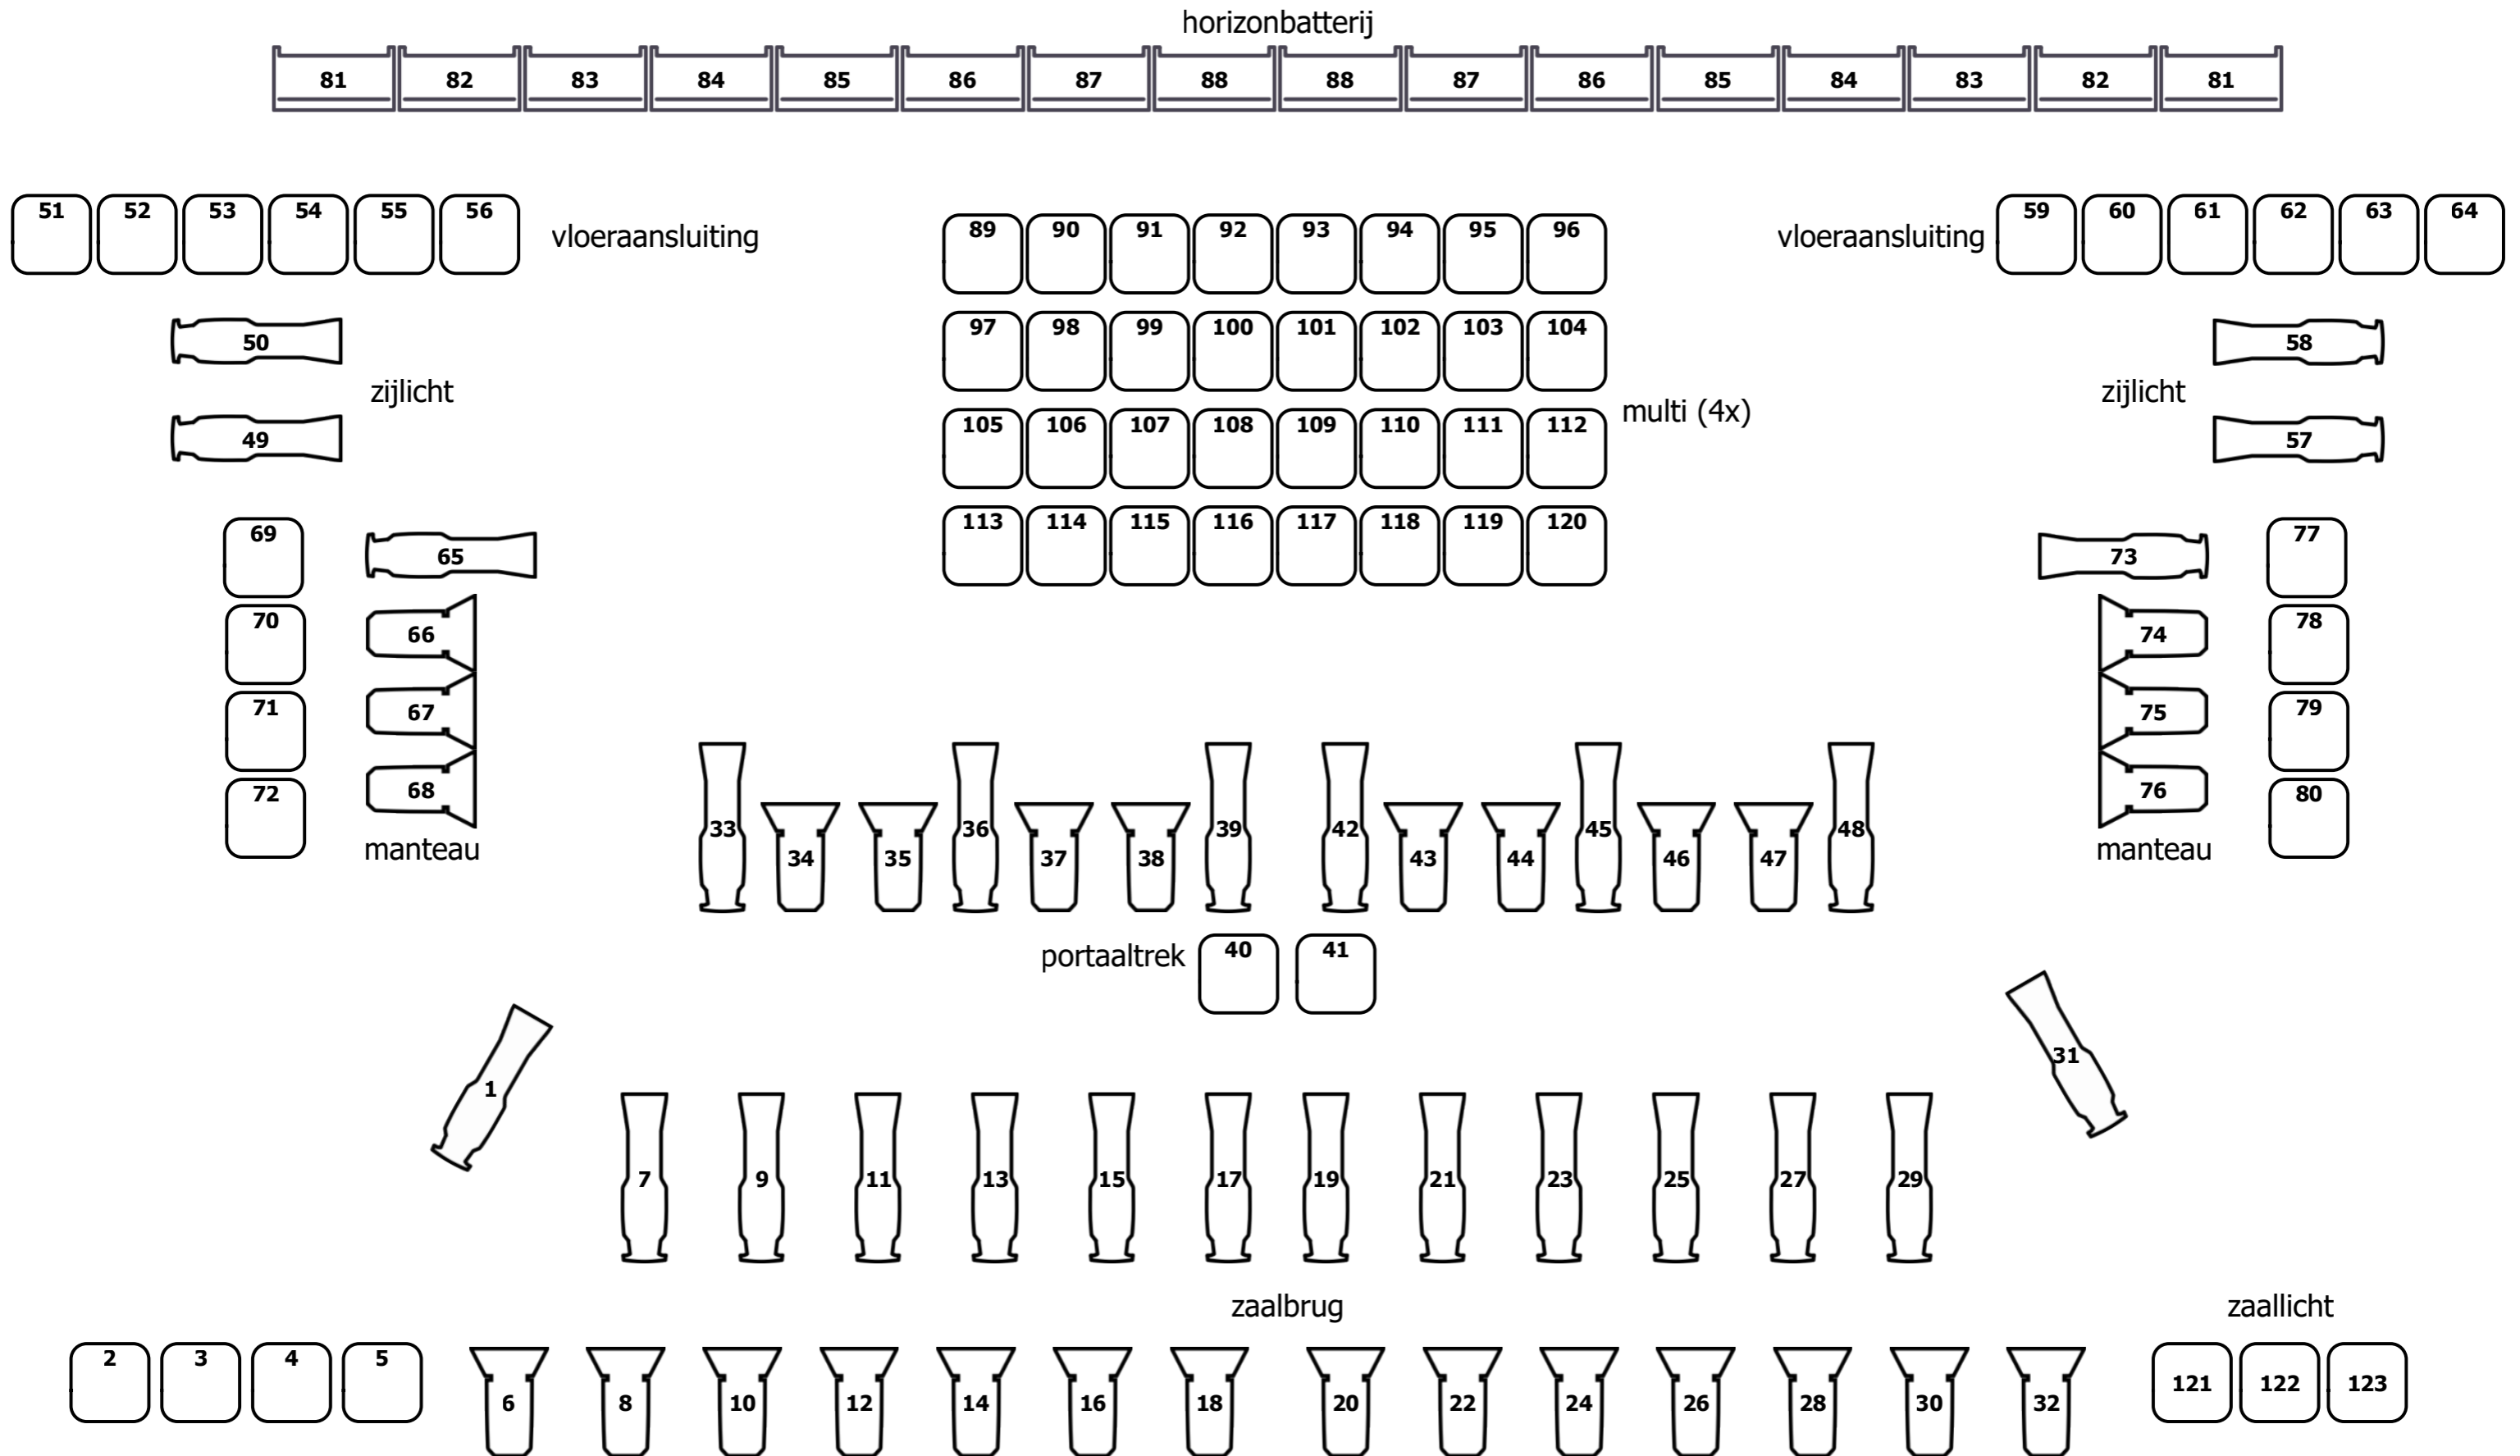 horizonbatterij
81 82 83 84 85 86 87 88 88 87 86 85 84 83 82 81
51 52 53 54 55 56
vloeraansluiting
89 90 91 92 93 94 95 96
vloeraansluiting
59 60 61 62 63 64
50
zijlicht
49
97 98 99 100 101 102 103 104
105 106 107 108 109 110 111 112
multi (4x)
113 114 115 116 117 118 119 120
58
zijlicht
57
69
70
71
72
65
66
67
68
manteau
73
74
75
76
manteau
77
78
79
80
33 34 35 36 37 38 39 42 43 44 45 46 47 48
portaaltrek 40 41
1
31
7 9 11 13 15 17 19 21 23 25 27 29
zaalbrug
zaallicht
2 3 4 5 6 8 10 12 14 16 18 20 22 24 26 28 30 32 121 122 123